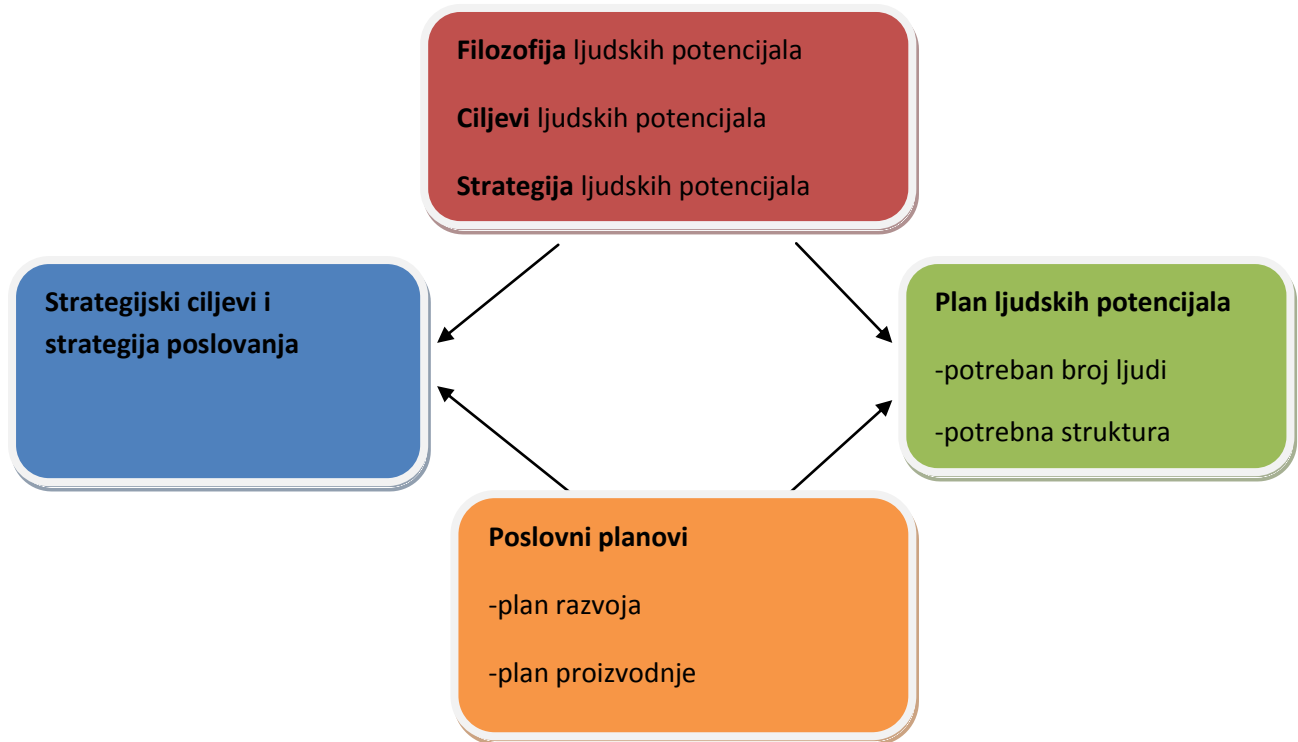 Filozofija ljudskih potencijala
Ciljevi ljudskih potencijala
Strategija ljudskih potencijala
Strategijski ciljevi i
strategija poslovanja
Plan ljudskih potencijala
-potreban broj ljudi
-potrebna struktura
Poslovni planovi
-plan razvoja
-plan proizvodnje